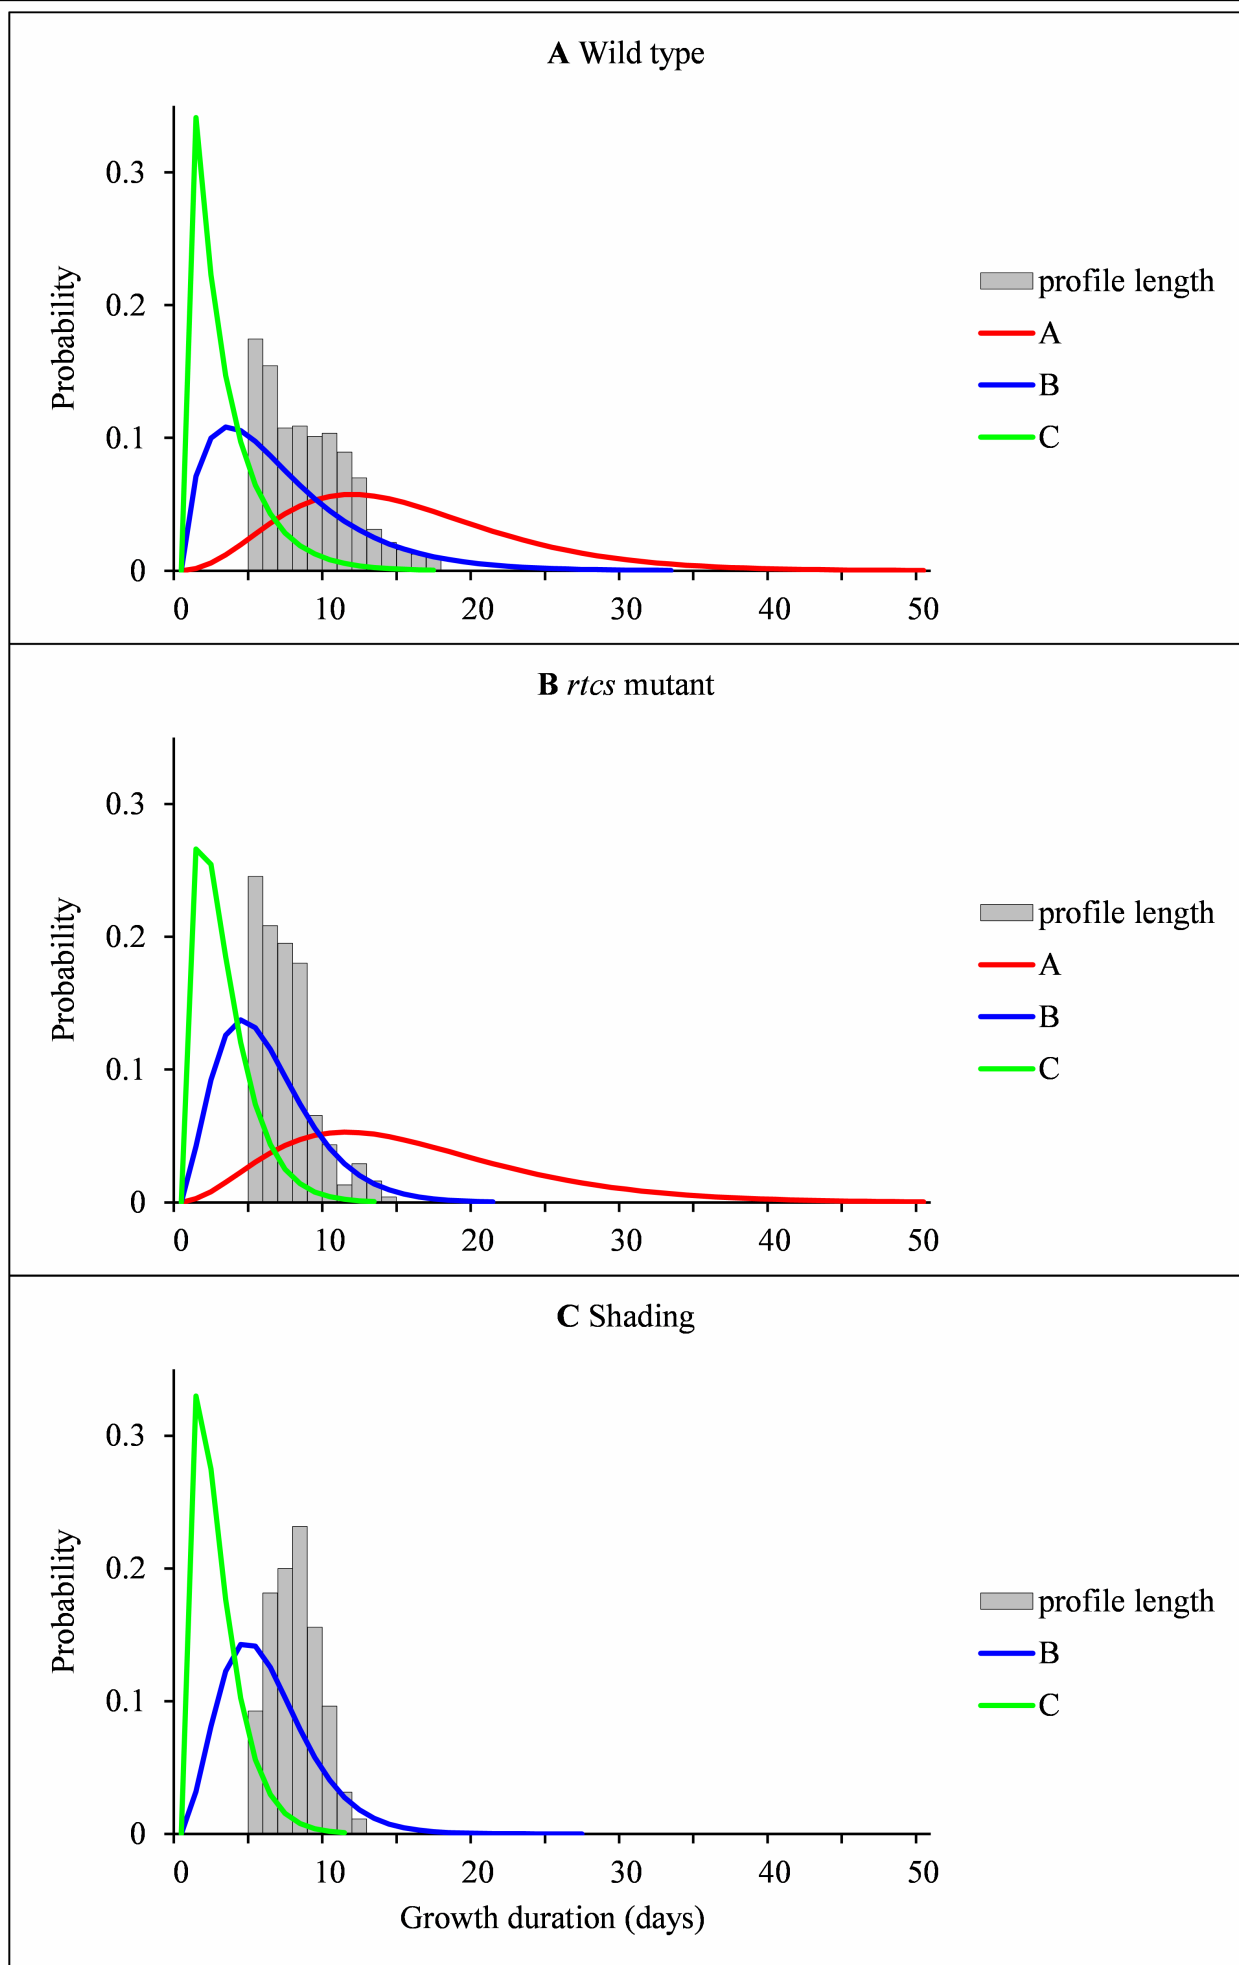 A Wild type
0.3
0.2
0.1
0
Probability
0 10 20 30 40 50
profile length
A
B
C
B rtcs mutant
0.3
0.2
0.1
0
Probability
0 10 20 30 40 50
profile length
A
B
C
C Shading
0.3
0.2
0.1
0
Probability
0 10 20 30 40 50
Growth duration (days)
profile length
B
C